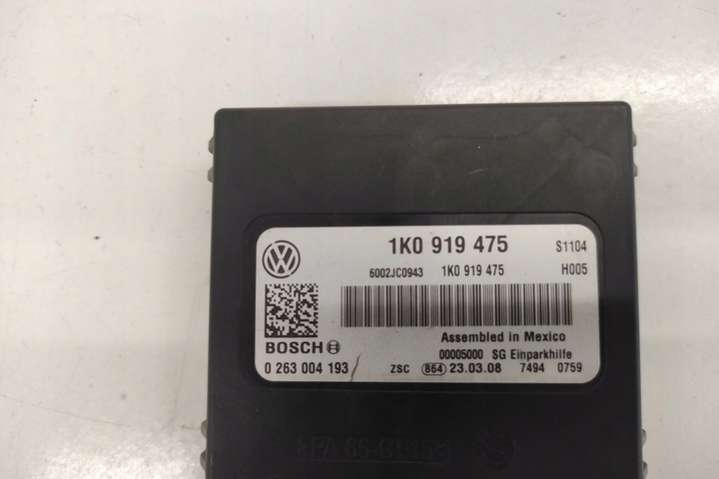 1K0 919 475 S1104
6002JC0943 1K0 919 475 H005
Assembled in Mexico
BOSCH 00005000 SG Einparkhilfe
0 263 004 193 ZSC 864 23.03.08 7494 0759